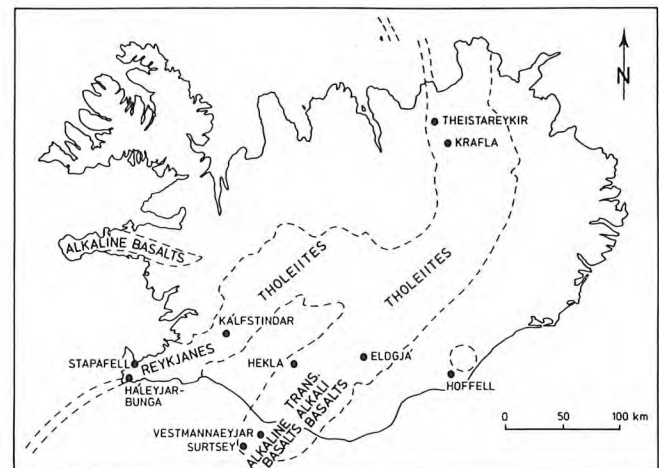 N
THEISTAREYKIR
KRAFLA
ALKALINE BASALTS
THOLEIITES
THOLEIITES
KALFSTINDAR
STAPAFELL
REYKJANES
HALEYJAR-
BUNGA
HEKLA
ELDGJA
HOFFELL
TRANS.
ALKALI
BASALTS
ALKALINE
BASALTS
VESTMANNAEYJAR
SURTSEY
0 50 100 km